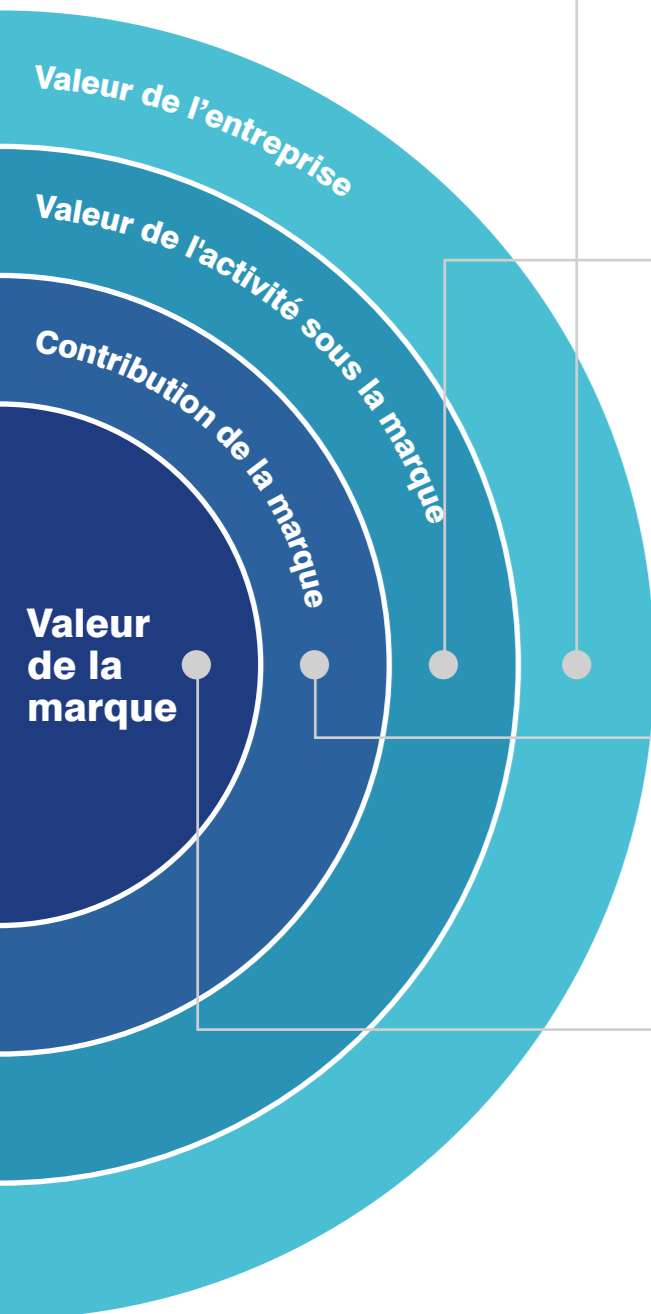 Valeur de l’entreprise
Valeur de l'activité sous la marque
Contribution de la marque
Valeur
de la
marque